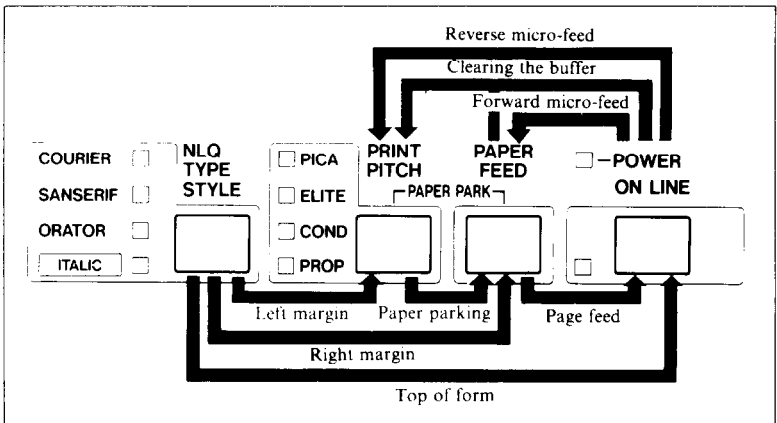 Reverse micro-feed
Clearing the buffer
Forward micro-feed
COURIER
SANSERIF
ORATOR
ITALIC
NLQ
TYPE
STYLE
PICA
ELITE
COND
PROP
PRINT
PITCH
PAPER
FEED
PAPER PARK
POWER
ON LINE
Left margin
Paper parking
Page feed
Right margin
Top of form